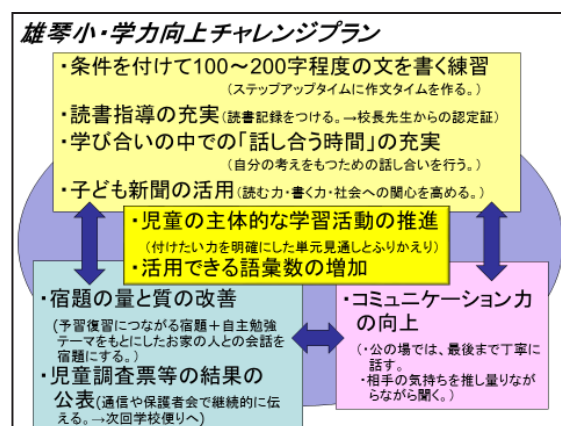 雄琴小・学力向上チャレンジプラン
・条件を付けて100～200字程度の文を書く練習
(ステップアップタイムに作文タイムを作る。)
・読書指導の充実(読書記録をつける。→校長先生からの認定証)
・学び合いの中での「話し合う時間」の充実
(自分の考えをもつための話し合いを行う。)
・子ども新聞の活用(読む力・書く力・社会への関心を高める。)
・児童の主体的な学習活動の推進
(付けたい力を明確にした単元見通しとふりかえり)
・活用できる語彙数の増加
・宿題の量と質の改善
(予習復習につながる宿題＋自主勉強
テーマをもとにしたお家の人との会話を
宿題にする。)
・児童調査票等の結果の
公表(通信や保護者会で継続的に伝
える。→次回学校便りへ)
・コミュニケーション力
の向上
(・公の場では、最後まで丁寧に
話す。
・相手の気持ちを推し量りなが
らながら聞く。)